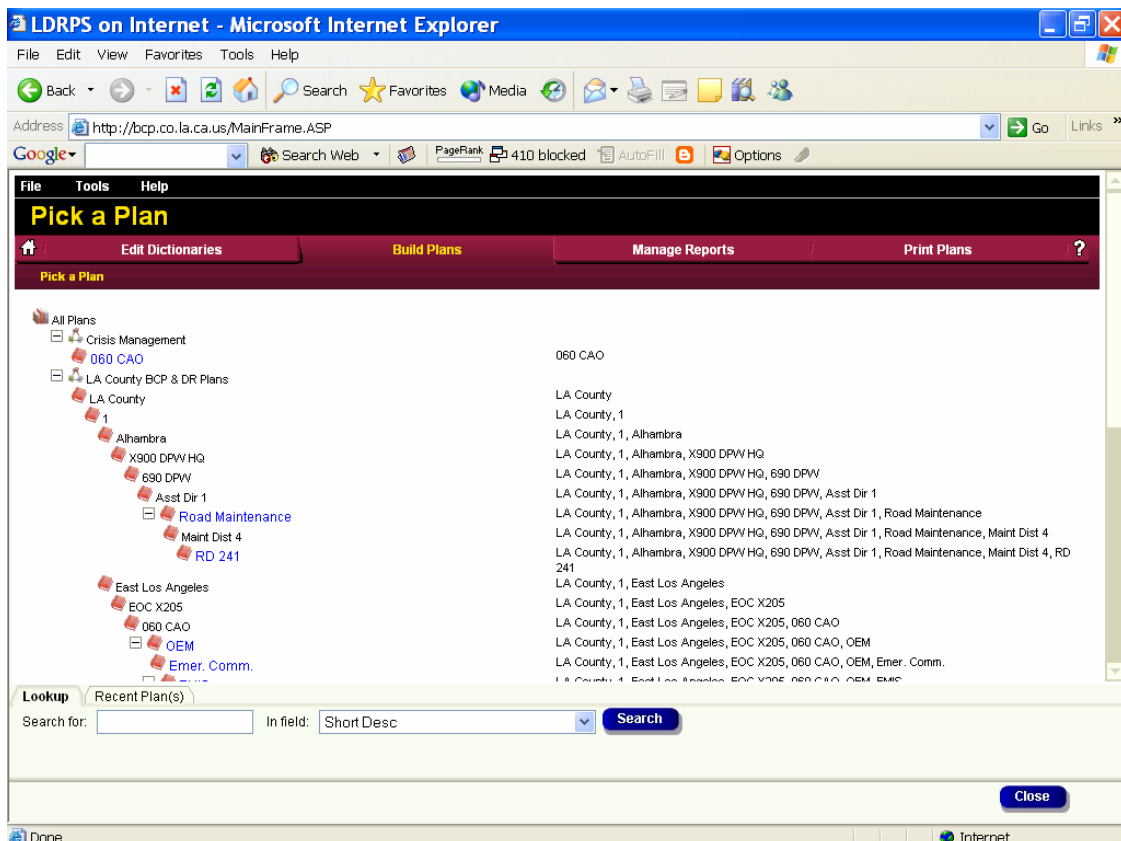 LDRPS on Internet - Microsoft Internet Explorer
File Edit View Favorites Tools Help
Back Search Favorites Media
Address http://bcp.co.la.ca.us/MainFrame.ASP Go Links »
Google Search Web PageRank 410 blocked AutoFill Options
File Tools Help
Pick a Plan
Edit Dictionaries Build Plans Manage Reports Print Plans ?
Pick a Plan
All Plans
Crisis Management
060 CAO 060 CAO
LA County BCP & DR Plans
LA County LA County
1 LA County, 1
Alhambra LA County, 1, Alhambra
X900 DPW HQ LA County, 1, Alhambra, X900 DPW HQ
690 DPW LA County, 1, Alhambra, X900 DPW HQ, 690 DPW
Asst Dir 1 LA County, 1, Alhambra, X900 DPW HQ, 690 DPW, Asst Dir 1
Road Maintenance LA County, 1, Alhambra, X900 DPW HQ, 690 DPW, Asst Dir 1, Road Maintenance
Maint Dist 4 LA County, 1, Alhambra, X900 DPW HQ, 690 DPW, Asst Dir 1, Road Maintenance, Maint Dist 4
RD 241 LA County, 1, Alhambra, X900 DPW HQ, 690 DPW, Asst Dir 1, Road Maintenance, Maint Dist 4, RD
241
East Los Angeles LA County, 1, East Los Angeles
EOC X205 LA County, 1, East Los Angeles, EOC X205
060 CAO LA County, 1, East Los Angeles, EOC X205, 060 CAO
OEM LA County, 1, East Los Angeles, EOC X205, 060 CAO, OEM
Emer. Comm. LA County, 1, East Los Angeles, EOC X205, 060 CAO, OEM, Emer. Comm.
LA County, 1, East Los Angeles, EOC X205, 060 CAO, OEM, EMIS
Lookup Recent Plan(s)
Search for: In field: Short Desc Search
Close
Done Internet